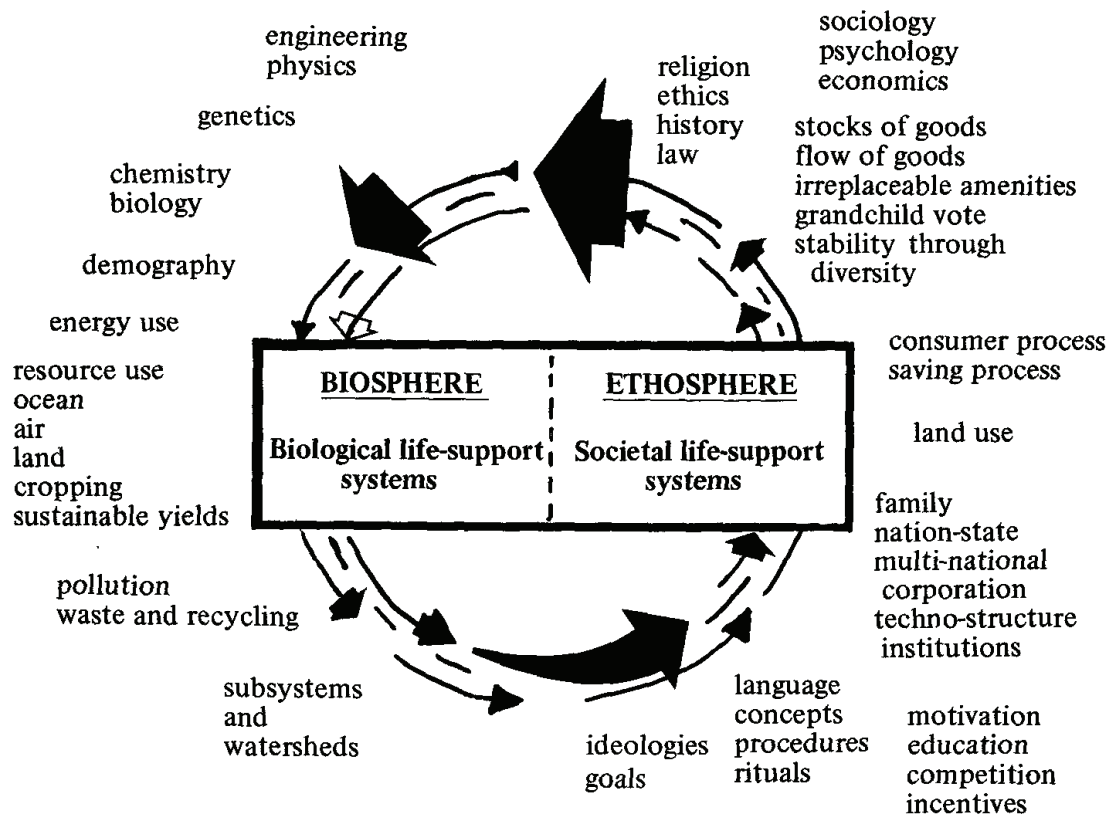 engineering
physics
genetics
chemistry
biology
demography
energy use
resource use
ocean
air
land
cropping
sustainable yields
pollution
waste and recycling
subsystems
and
watersheds
religion
ethics
history
law
sociology
psychology
economics
stocks of goods
flow of goods
irreplaceable amenities
grandchild vote
stability through
diversity
BIOSPHERE
Biological life-support
systems
ETHOSPHERE
Societal life-support
systems
consumer process
saving process
land use
family
nation-state
multi-national
corporation
techno-structure
institutions
ideologies
goals
language
concepts
procedures
rituals
motivation
education
competition
incentives